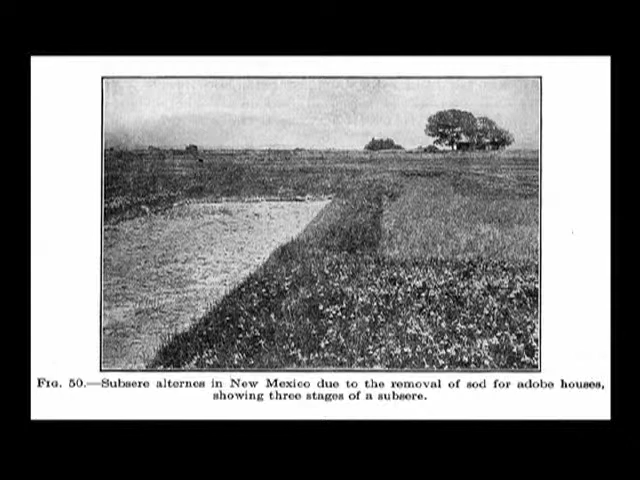 Fig. 50.—Subsere alternes in New Mexico due to the removal of sod for adobe houses,
showing three stages of a subsere.